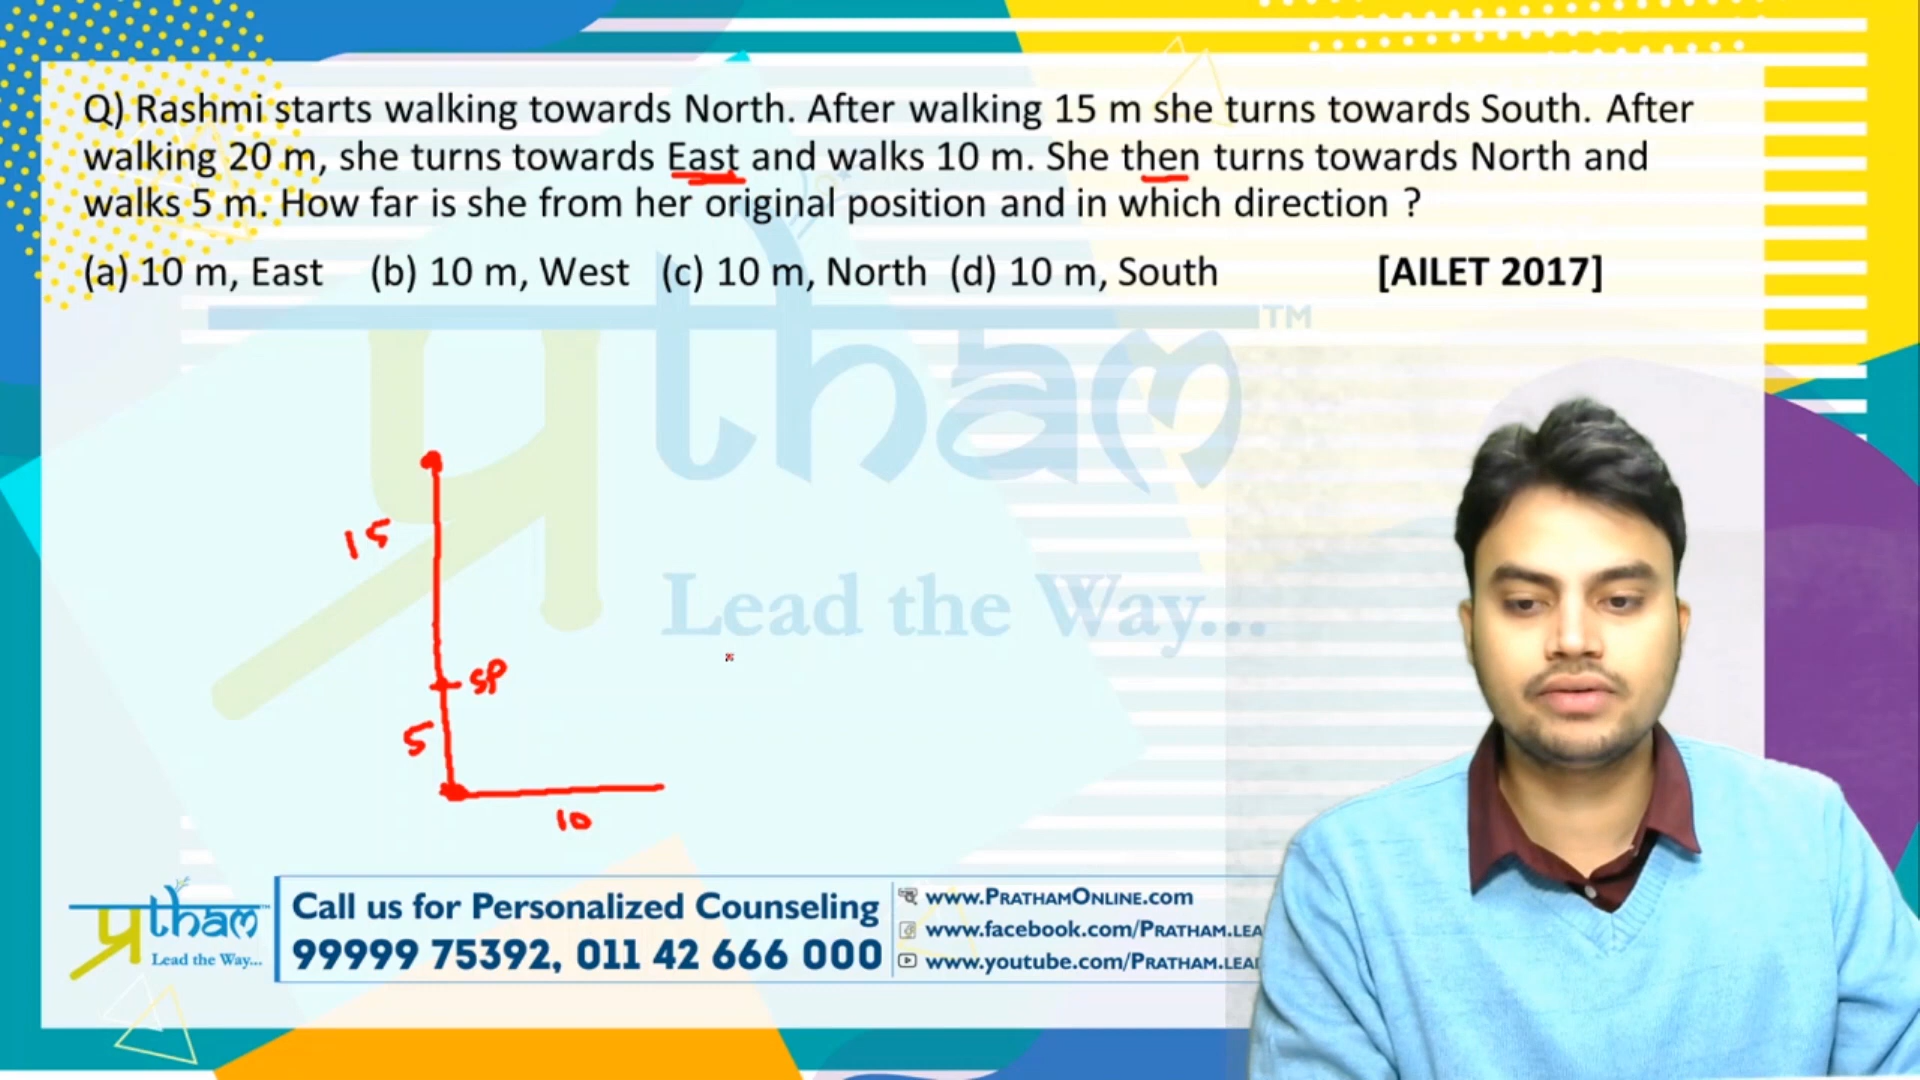 Q) Rashmi starts walking towards North. After walking 15 m she turns towards South. After
walking 20 m, she turns towards East and walks 10 m. She then turns towards North and
walks 5 m. How far is she from her original position and in which direction ?
(a) 10 m, East (b) 10 m, West (c) 10 m, North (d) 10 m, South [AILET 2017]
प्रथम TM
Lead the Way...
15
SP
5
10
प्रथम
Lead the Way...
Call us for Personalized Counseling
99999 75392, 011 42 666 000
www.PRATHAMONLINE.com
www.facebook.com/PRATHAM.LEA
www.youtube.com/PRATHAM.LEA